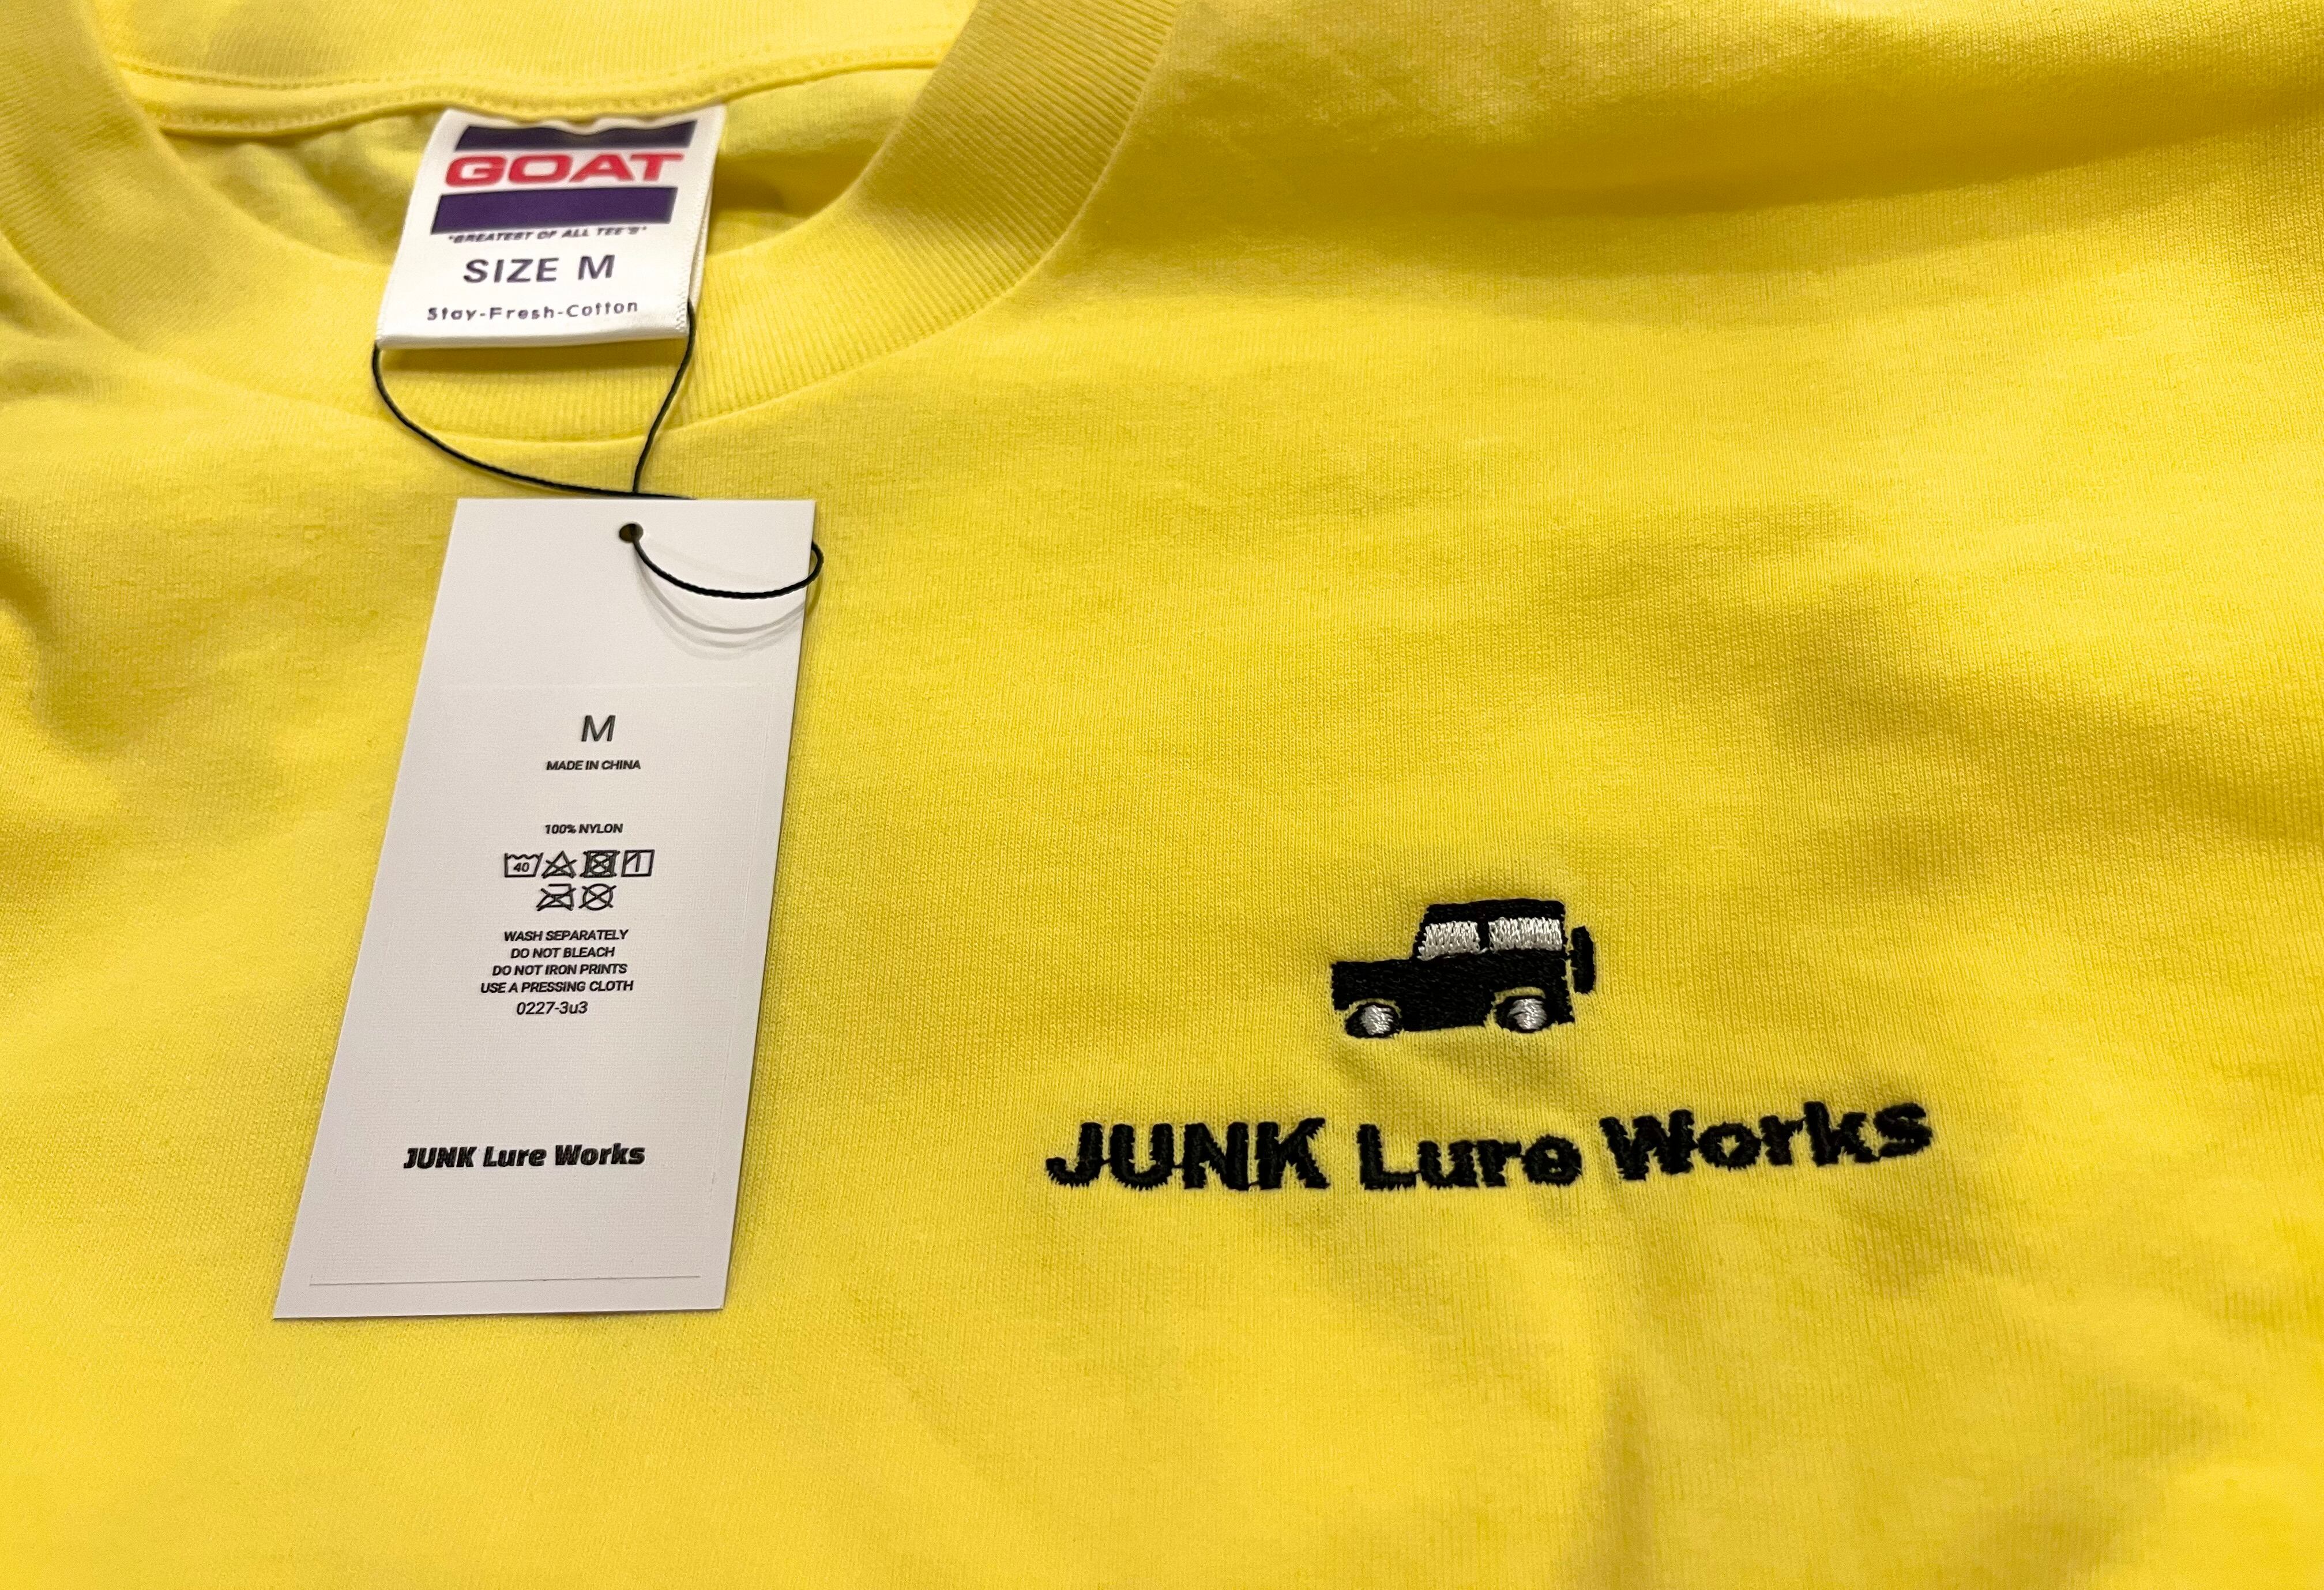 GOAT
"GREATEST OF ALL TEE'S"
SIZE M
Stay-Fresh-Cotton
M
MADE IN CHINA
100% NYLON
40
WASH SEPARATELY
DO NOT BLEACH
DO NOT IRON PRINTS
USE A PRESSING CLOTH
0227-3u3
JUNK Lure Works
JUNK Lure Works